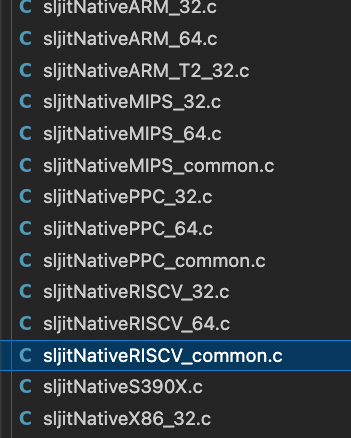 C sljitNativeARM_32.c
C sljitNativeARM_64.c
C sljitNativeARM_T2_32.c
C sljitNativeMIPS_32.c
C sljitNativeMIPS_64.c
C sljitNativeMIPS_common.c
C sljitNativePPC_32.c
C sljitNativePPC_64.c
C sljitNativePPC_common.c
C sljitNativeRISCV_32.c
C sljitNativeRISCV_64.c
C sljitNativeRISCV_common.c
C sljitNativeS390X.c
C sljitNativeX86_32.c